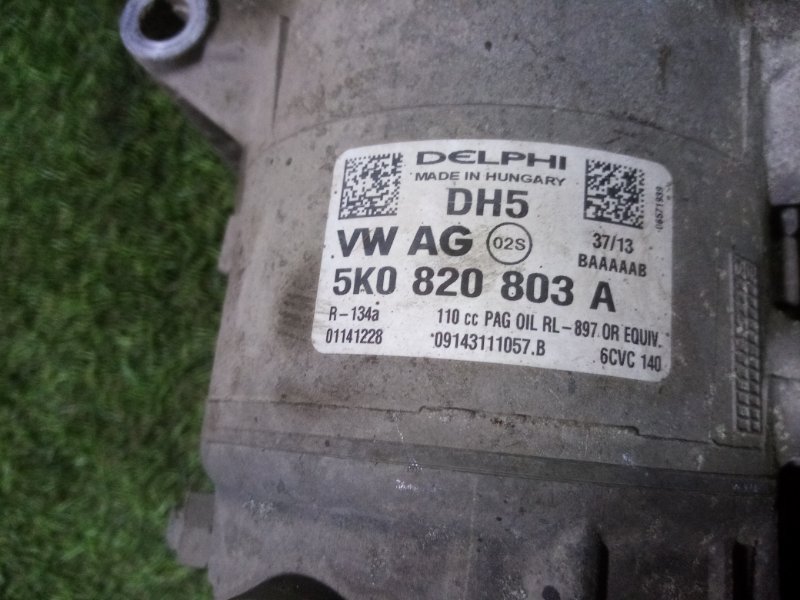 DELPHI
MADE IN HUNGARY
DH5
06571939
VW AG 02S
37/13
BAAAAAB
5K0 820 803 A
R-134a 110 cc PAG OIL RL-897 OR EQUIV.
01141228 09143111057.B 6CVC 140